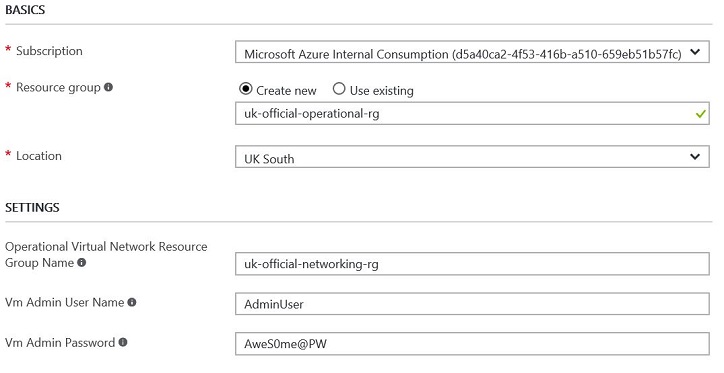 BASICS
* Subscription
Microsoft Azure Internal Consumption (d5a40ca2-4f53-416b-a510-659eb51b57fc)
* Resource group
Create new Use existing
uk-official-operational-rg
* Location
UK South
SETTINGS
Operational Virtual Network Resource
Group Name
uk-official-networking-rg
Vm Admin User Name
AdminUser
Vm Admin Password
AweS0me@PW